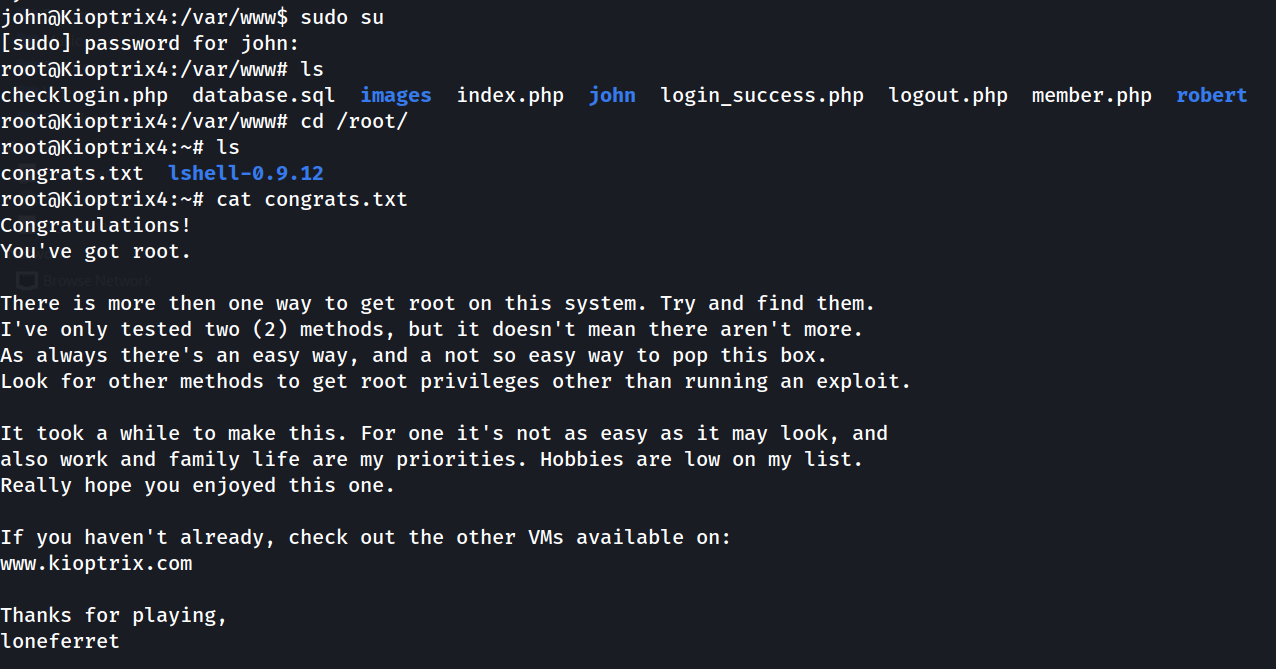 john@Kioptrix4:/var/www$ sudo su
[sudo] password for john:
root@Kioptrix4:/var/www# ls
checklogin.php  database.sql  images  index.php  john  login_success.php  logout.php  member.php  robert
root@Kioptrix4:/var/www# cd /root/
root@Kioptrix4:~# ls
congrats.txt  lshell-0.9.12
root@Kioptrix4:~# cat congrats.txt
Congratulations!
You've got root.
Browse Network
There is more then one way to get root on this system. Try and find them.
I've only tested two (2) methods, but it doesn't mean there aren't more.
As always there's an easy way, and a not so easy way to pop this box.
Look for other methods to get root privileges other than running an exploit.
It took a while to make this. For one it's not as easy as it may look, and
also work and family life are my priorities. Hobbies are low on my list.
Really hope you enjoyed this one.
If you haven't already, check out the other VMs available on:
www.kioptrix.com
Thanks for playing,
loneferret